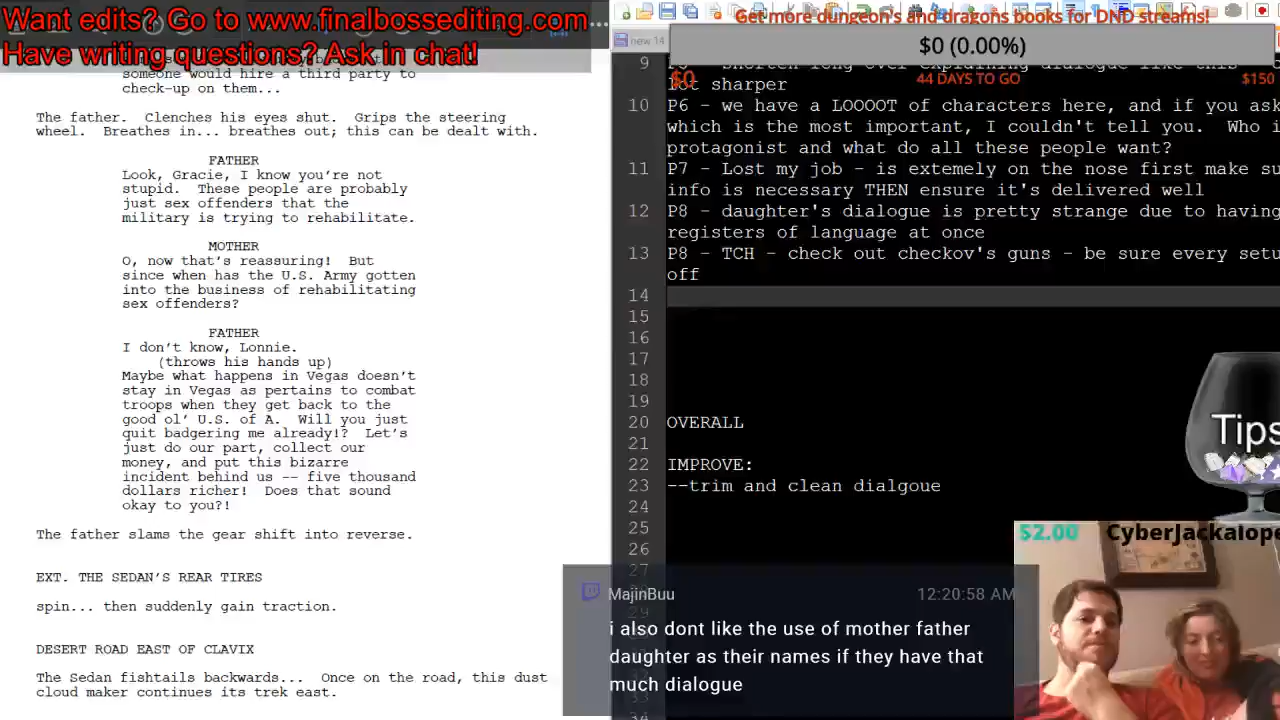 Want edits? Go to www.finalbossediting.com
Have writing questions? Ask in chat!
someone would hire a third party to
check-up on them...
The father. Clenches his eyes shut. Grips the steering
wheel. Breathes in... breathes out; this can be dealt with.
FATHER
Look, Gracie, I know you're not
stupid. These people are probably
just sex offenders that the
military is trying to rehabilitate.
MOTHER
O, now that's reassuring! But
since when has the U.S. Army gotten
into the business of rehabilitating
sex offenders?
FATHER
I don't know, Lonnie.
(throws his hands up)
Maybe what happens in Vegas doesn't
stay in Vegas as pertains to combat
troops when they get back to the
good ol' U.S. of A. Will you just
quit badgering me already!? Let's
just do our part, collect our
money, and put this bizarre
incident behind us -- five thousand
dollars richer! Does that sound
okay to you?!
The father slams the gear shift into reverse.
EXT. THE SEDAN'S REAR TIRES
spin... then suddenly gain traction.
DESERT ROAD EAST OF CLAVIX
The Sedan fishtails backwards... Once on the road, this dust
cloud maker continues its trek east.
Get more dungeon's and dragons books for DND streams!
new 14
$0 (0.00%)
$0
44 DAYS TO GO
$150
9 P5 - Shorten long over explaining dialogue like this
lot sharper
10 P6 - we have a LOOOOT of characters here, and if you ask
which is the most important, I couldn't tell you. Who i
protagonist and what do all these people want?
11 P7 - Lost my job - is extemely on the nose first make su
info is necessary THEN ensure it's delivered well
12 P8 - daughter's dialogue is pretty strange due to having
registers of language at once
13 P8 - TCH - check out checkov's guns - be sure every setu
off
14
15
16
17
18
19
20 OVERALL
21
22 IMPROVE:
23 --trim and clean dialgoue
24
25
26
27
Tips
$2.00 CyberJackalope
MajinBuu 12:20:58 AM
i also dont like the use of mother father
daughter as their names if they have that
much dialogue